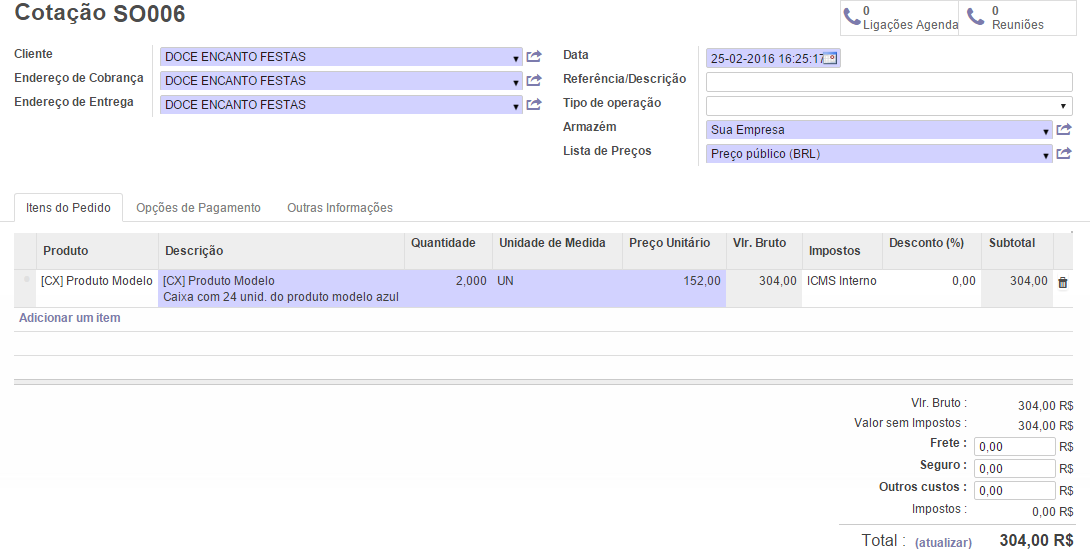 Cotação SO006
0
Ligações Agenda
0
Reuniões
Cliente
DOCE ENCANTO FESTAS
Endereço de Cobrança
DOCE ENCANTO FESTAS
Endereço de Entrega
DOCE ENCANTO FESTAS
Data
25-02-2016 16:25:17
Referência/Descrição
Tipo de operação
Armazém
Sua Empresa
Lista de Preços
Preço público (BRL)
Itens do Pedido Opções de Pagamento Outras Informações
Produto Descrição Quantidade Unidade de Medida Preço Unitário Vlr. Bruto Impostos Desconto (%) Subtotal
[CX] Produto Modelo [CX] Produto Modelo 2,000 UN 152,00 304,00 ICMS Interno 0,00 304,00
Caixa com 24 unid. do produto modelo azul
Adicionar um item
Vlr. Bruto : 304,00 R$
Valor sem Impostos : 304,00 R$
Frete : 0,00 R$
Seguro : 0,00 R$
Outros custos : 0,00 R$
Impostos : 0,00 R$
Total : (atualizar) 304,00 R$